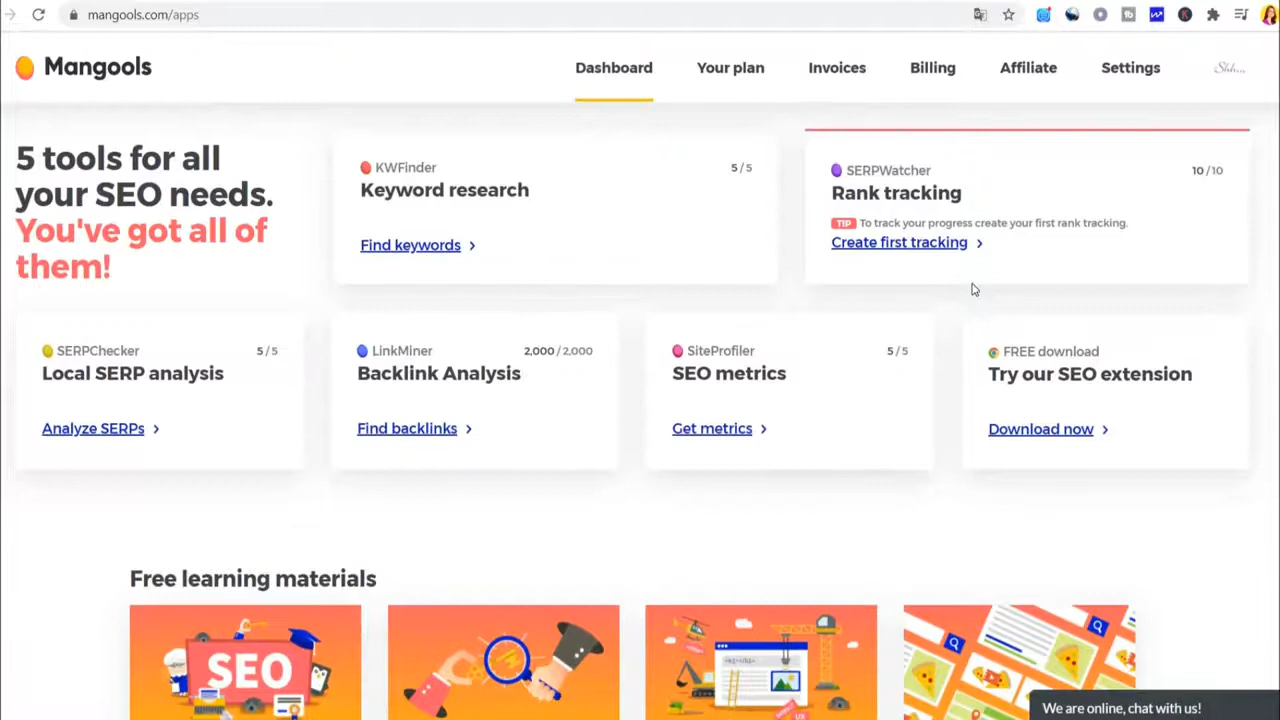 mangools.com/apps
Mangools
Dashboard
Your plan
Invoices
Billing
Affiliate
Settings
Shh...
5 tools for all
your SEO needs.
You've got all of
them!
KWFinder
5 / 5
Keyword research
Find keywords
SERPWatcher
10 / 10
Rank tracking
TIP To track your progress create your first rank tracking.
Create first tracking
SERPChecker
5 / 5
Local SERP analysis
Analyze SERPs
LinkMiner
2,000 / 2,000
Backlink Analysis
Find backlinks
SiteProfiler
5 / 5
SEO metrics
Get metrics
FREE download
Try our SEO extension
Download now
Free learning materials
SEO
<h1></h1>
We are online, chat with us!